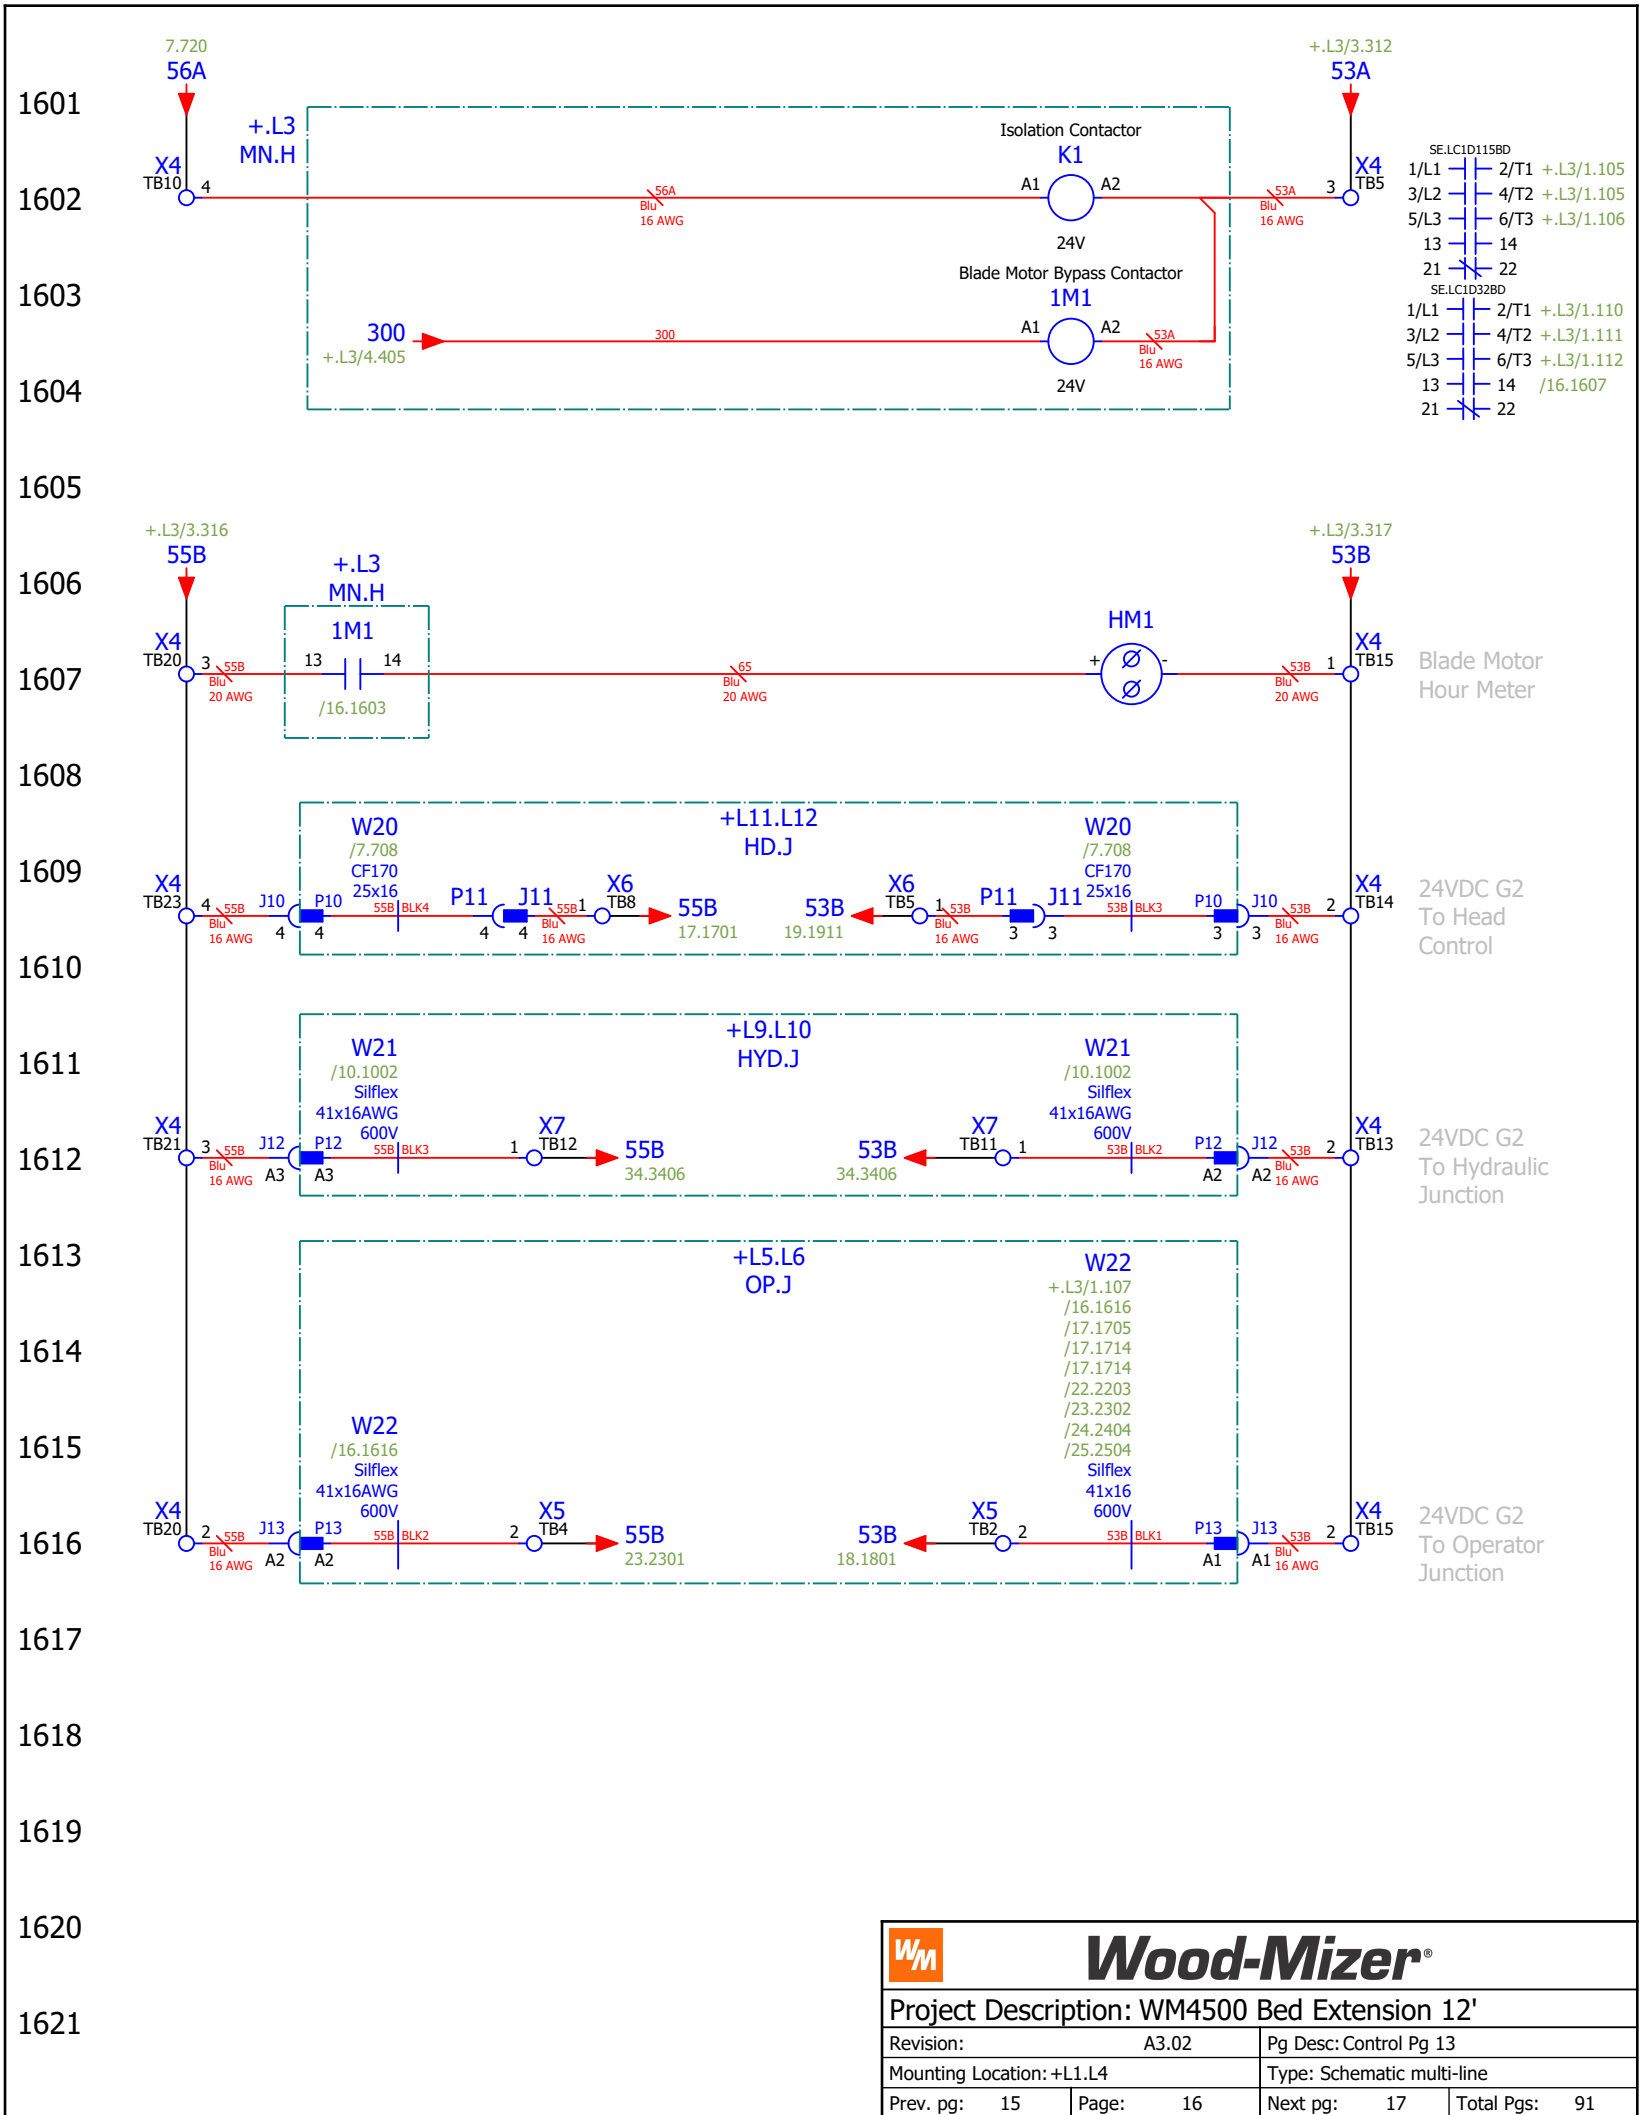 7.720
56A
+.L3/3.312
53A
1601
+.L3
MN.H
Isolation Contactor
K1
X4
TB10
4
56A
Blu
16 AWG
A1
A2
24V
53A
Blu
16 AWG
3
X4
TB5
1602
SE.LC1D115BD
1/L1 2/T1 +.L3/1.105
3/L2 4/T2 +.L3/1.105
5/L3 6/T3 +.L3/1.106
13 14
21 22
1603
Blade Motor Bypass Contactor
1M1
300
+.L3/4.405
300
A1
A2
24V
53A
Blu
16 AWG
SE.LC1D32BD
1/L1 2/T1 +.L3/1.110
3/L2 4/T2 +.L3/1.111
5/L3 6/T3 +.L3/1.112
13 14 /16.1607
21 22
1604
1605
+.L3/3.316
55B
+.L3/3.317
53B
1606
+.L3
MN.H
1M1
HM1
X4
TB20
3
55B
Blu
20 AWG
13
14
/16.1603
65
Blu
20 AWG
+
-
53B
Blu
20 AWG
1
X4
TB15
1607
Blade Motor
Hour Meter
1608
+L11.L12
HD.J
1609
W20
/7.708
CF170
25x16
W20
/7.708
CF170
25x16
X4
TB23
4
55B
Blu
16 AWG
J10
P10
4
4
55B
BLK4
P11
J11
4
4
55B
Blu
16 AWG
1
X6
TB8
55B
17.1701
53B
19.1911
X6
TB5
1
53B
Blu
16 AWG
P11
J11
3
3
53B
BLK3
P10
J10
3
3
53B
Blu
16 AWG
2
X4
TB14
24VDC G2
To Head
Control
1610
+L9.L10
HYD.J
1611
W21
/10.1002
Silflex
41x16AWG
600V
W21
/10.1002
Silflex
41x16AWG
600V
1612
X4
TB21
3
55B
Blu
16 AWG
J12
P12
A3
A3
55B
BLK3
1
X7
TB12
55B
34.3406
53B
34.3406
X7
TB11
1
53B
BLK2
P12
J12
A2
A2
53B
Blu
16 AWG
2
X4
TB13
24VDC G2
To Hydraulic
Junction
1613
+L5.L6
OP.J
W22
+.L3/1.107
/16.1616
/17.1705
/17.1714
/17.1714
/22.2203
/23.2302
/24.2404
/25.2504
Silflex
41x16
600V
1614
1615
W22
/16.1616
Silflex
41x16AWG
600V
1616
X4
TB20
2
55B
Blu
16 AWG
J13
P13
A2
A2
55B
BLK2
2
X5
TB4
55B
23.2301
53B
18.1801
X5
TB2
2
53B
BLK1
P13
J13
A1
A1
53B
Blu
16 AWG
2
X4
TB15
24VDC G2
To Operator
Junction
1617
1618
1619
1620
1621
WM
Wood-Mizer®
Project Description: WM4500 Bed Extension 12'
Revision: A3.02
Pg Desc: Control Pg 13
Mounting Location: +L1.L4
Type: Schematic multi-line
Prev. pg: 15
Page: 16
Next pg: 17
Total Pgs: 91